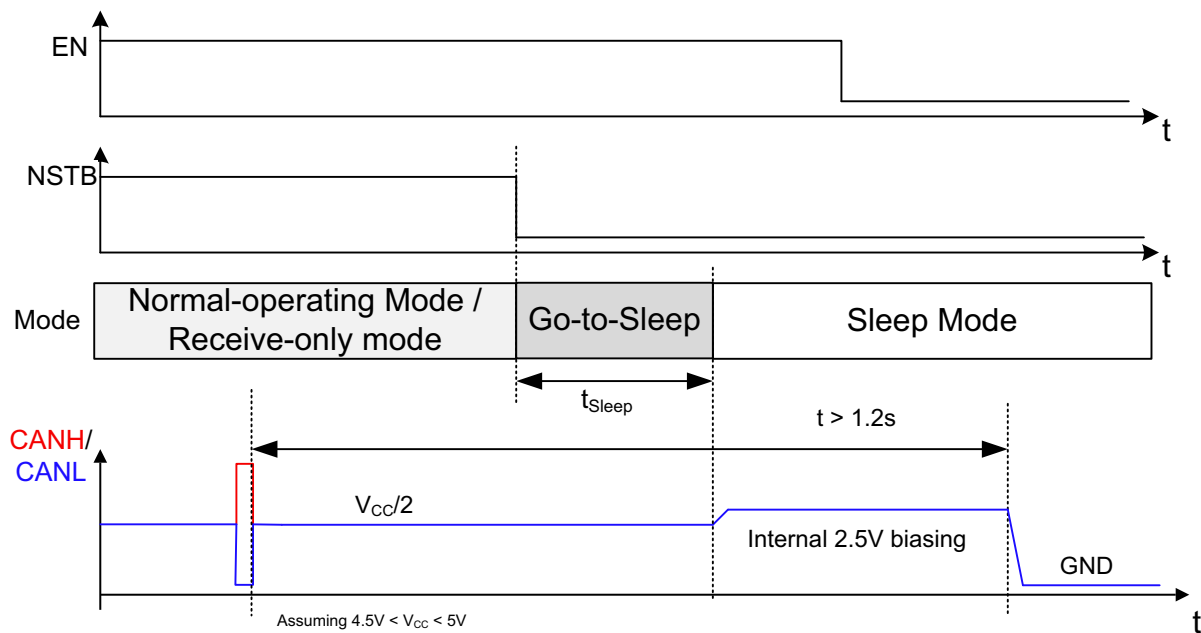 EN
t
NSTB
t
Mode
Normal-operating Mode /
Receive-only mode
Go-to-Sleep
Sleep Mode
tSleep
t > 1.2s
CANH/
CANL
VCC/2
Internal 2.5V biasing
GND
Assuming 4.5V < VCC < 5V
t